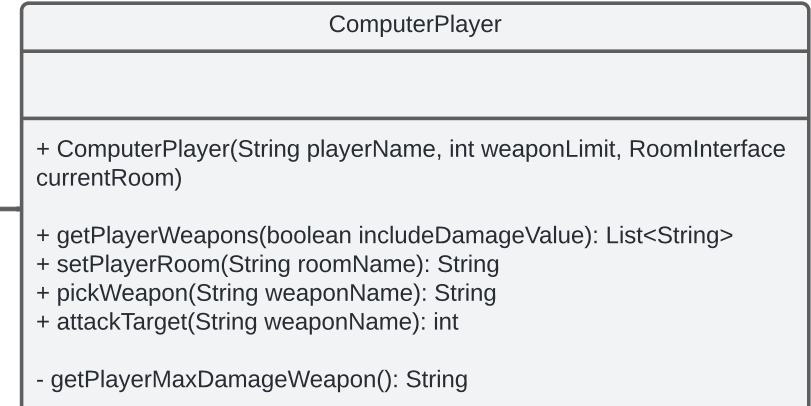 ComputerPlayer
+ ComputerPlayer(String playerName, int weaponLimit, RoomInterface
currentRoom)
+ getPlayerWeapons(boolean includeDamageValue): List<String>
+ setPlayerRoom(String roomName): String
+ pickWeapon(String weaponName): String
+ attackTarget(String weaponName): int
- getPlayerMaxDamageWeapon(): String